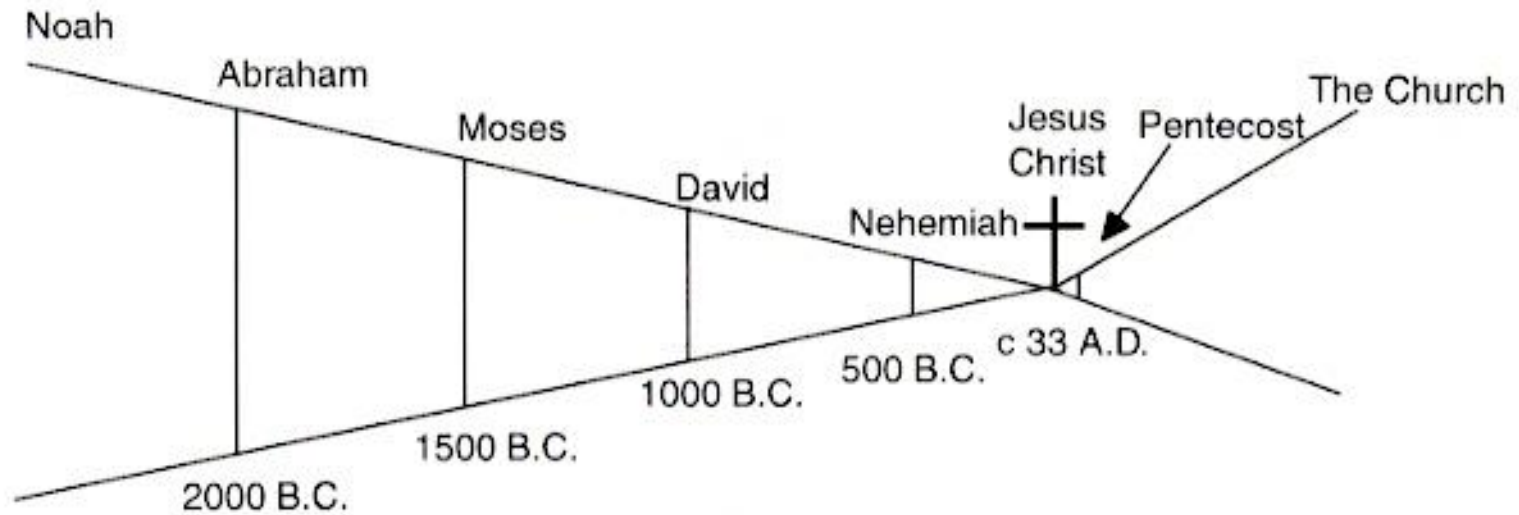 Noah
Abraham
Moses
David
Nehemiah
Jesus
Christ
Pentecost
The Church
2000 B.C.
1500 B.C.
1000 B.C.
500 B.C.
c 33 A.D.